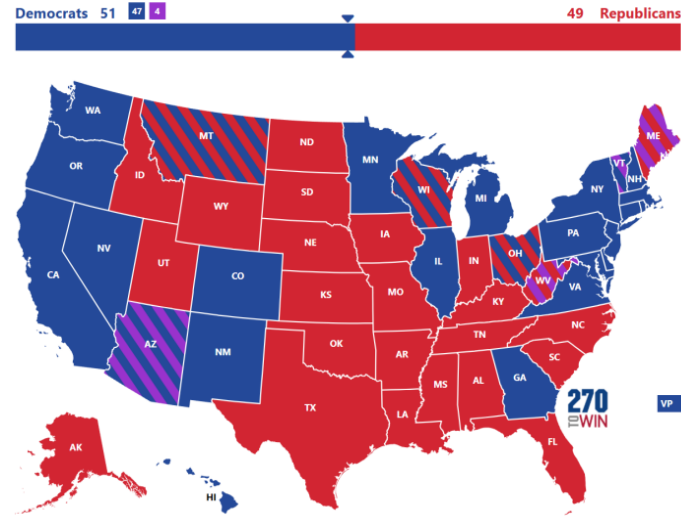 Democrats 51 47 4 49 Republicans
WA
MT
ND
MN
ME
VT
NH
OR
ID
SD
WI
MI
NY
WY
IA
PA
NE
NV
UT
CO
IL
IN
OH
WV
VA
CA
KS
MO
KY
NC
TN
AZ
NM
OK
AR
SC
MS
AL
GA
TX
LA
270
TO WIN
VP
FL
AK
HI